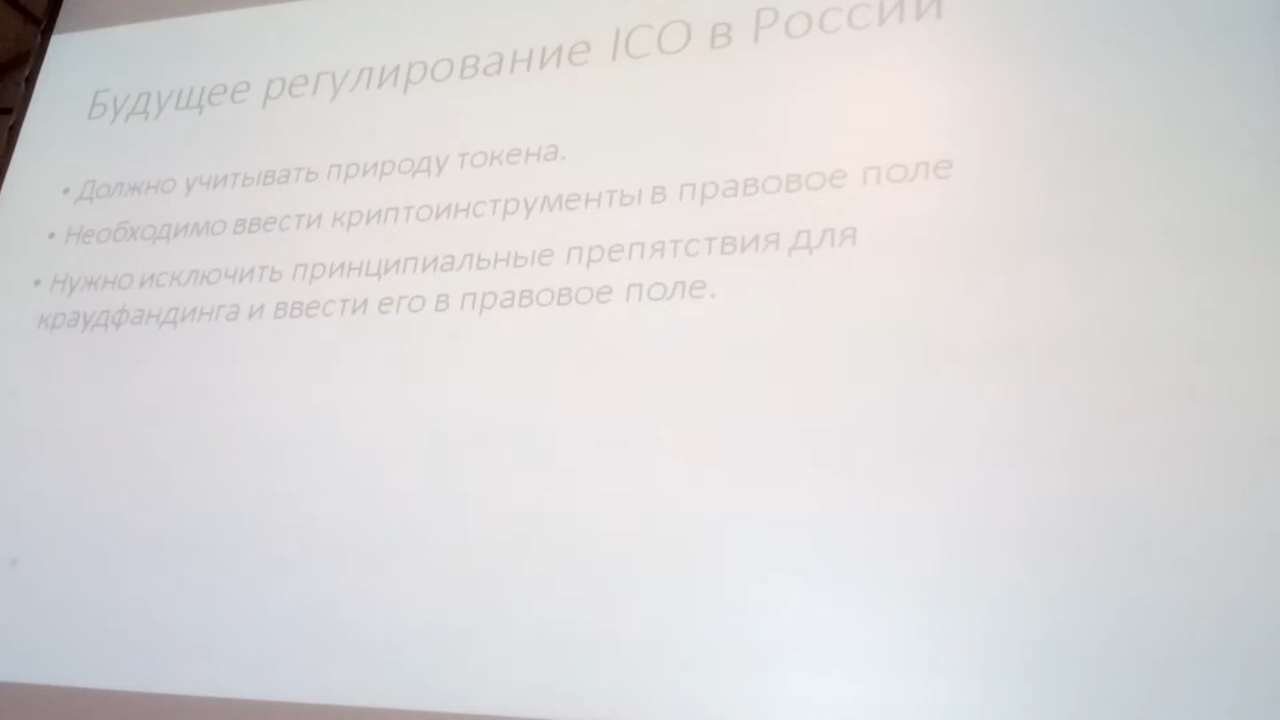 Будущее регулирование ICO в России
• Должно учитывать природу токена.
• Необходимо ввести криптоинструменты в правовое поле
• Нужно исключить принципиальные препятствия для
краудфандинга и ввести его в правовое поле.